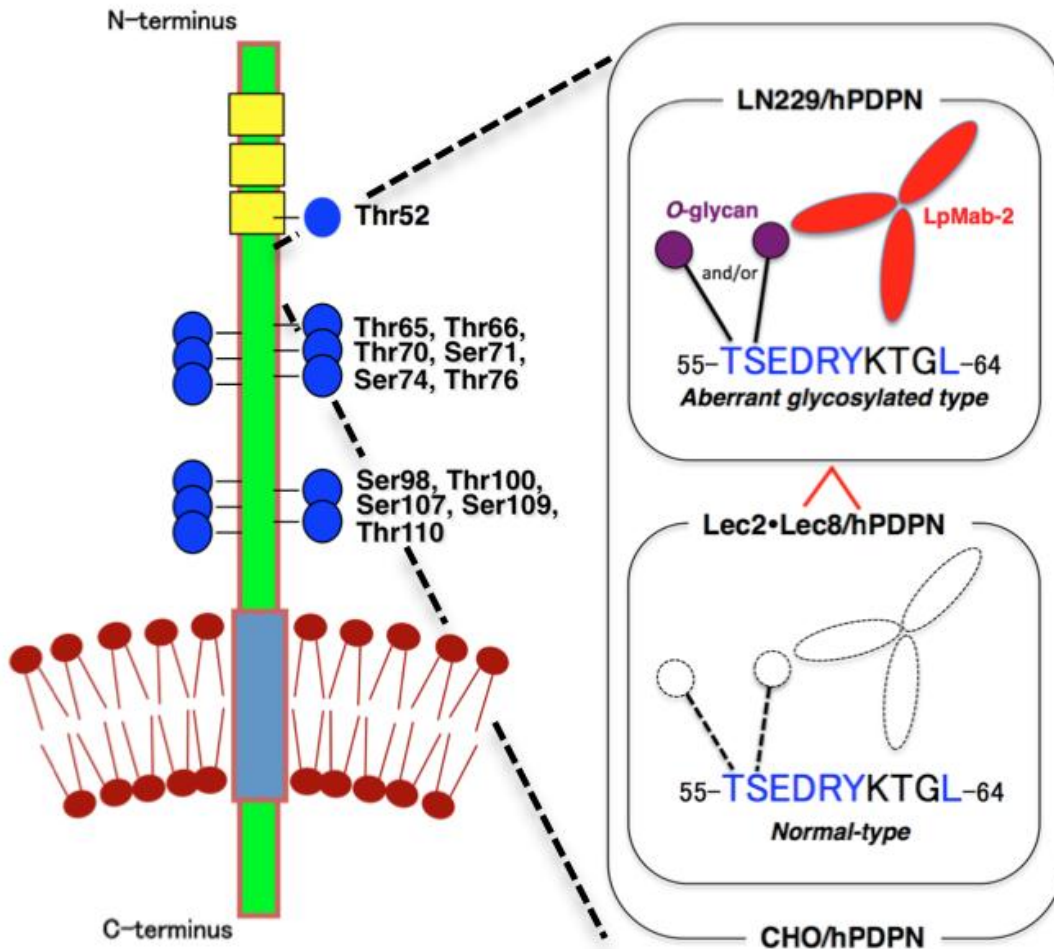 N-terminus
Thr52
Thr65, Thr66,
Thr70, Ser71,
Ser74, Thr76
Ser98, Thr100,
Ser107, Ser109,
Thr110
C-terminus
LN229/hPDPN
O-glycan
LpMab-2
and/or
55-TSEDRYKTGL-64
Aberrant glycosylated type
Lec2•Lec8/hPDPN
55-TSEDRYKTGL-64
Normal-type
CHO/hPDPN